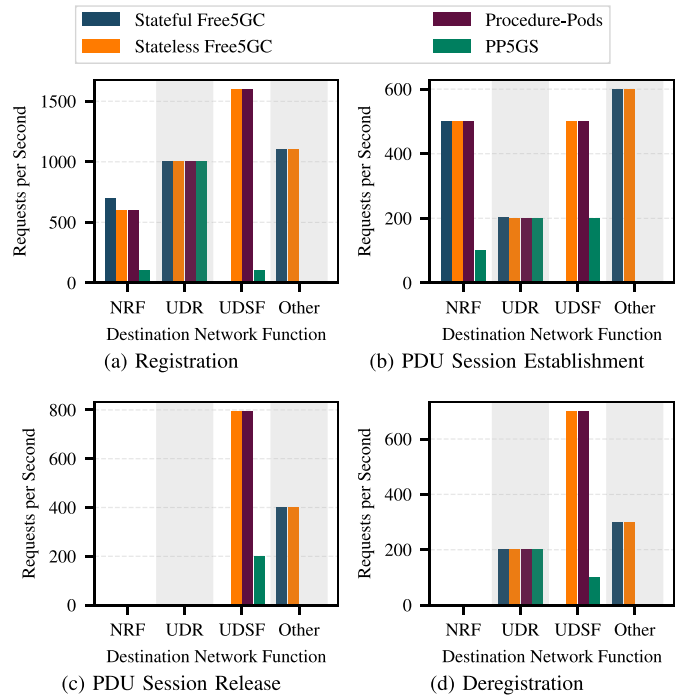 Stateful Free5GC
Stateless Free5GC
Procedure-Pods
PP5GS
Requests per Second
1500
1000
500
0
NRF UDR UDSF Other
Destination Network Function
(a) Registration
Requests per Second
600
400
200
0
NRF UDR UDSF Other
Destination Network Function
(b) PDU Session Establishment
Requests per Second
800
600
400
200
0
NRF UDR UDSF Other
Destination Network Function
(c) PDU Session Release
Requests per Second
600
400
200
0
NRF UDR UDSF Other
Destination Network Function
(d) Deregistration